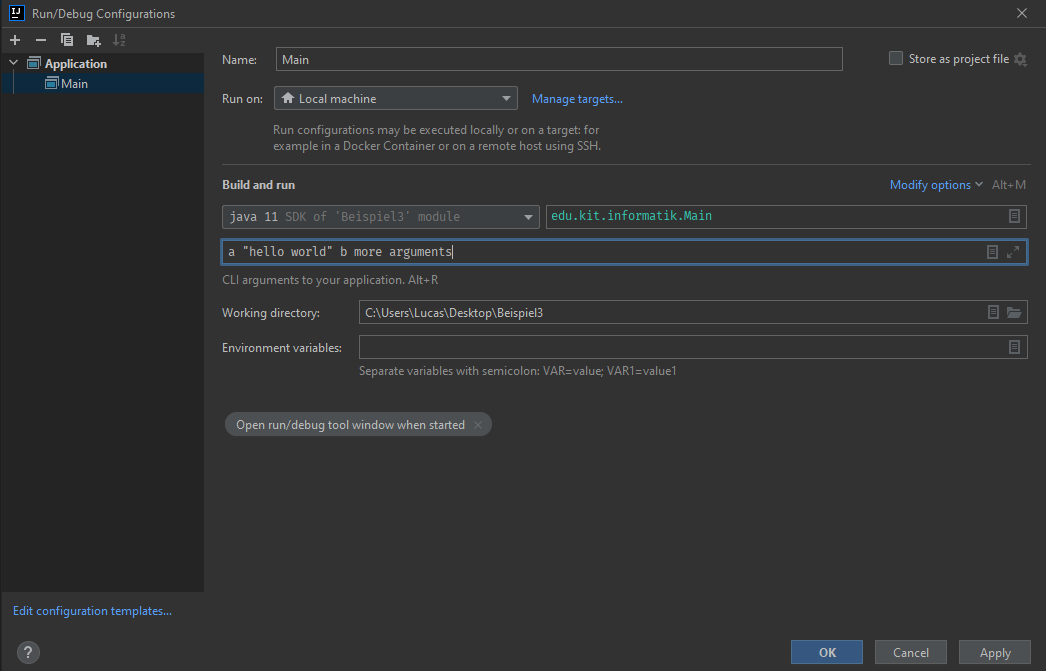 IJ Run/Debug Configurations
Application
Main
Name: Main Store as project file
Run on: Local machine Manage targets...
Run configurations may be executed locally or on a target: for
example in a Docker Container or on a remote host using SSH.
Build and run Modify options Alt+M
java 11 SDK of 'Beispiel3' module edu.kit.informatik.Main
a "hello world" b more arguments
CLI arguments to your application. Alt+R
Working directory: C:\Users\Lucas\Desktop\Beispiel3
Environment variables:
Separate variables with semicolon: VAR=value; VAR1=value1
Open run/debug tool window when started ×
Edit configuration templates...
? OK Cancel Apply